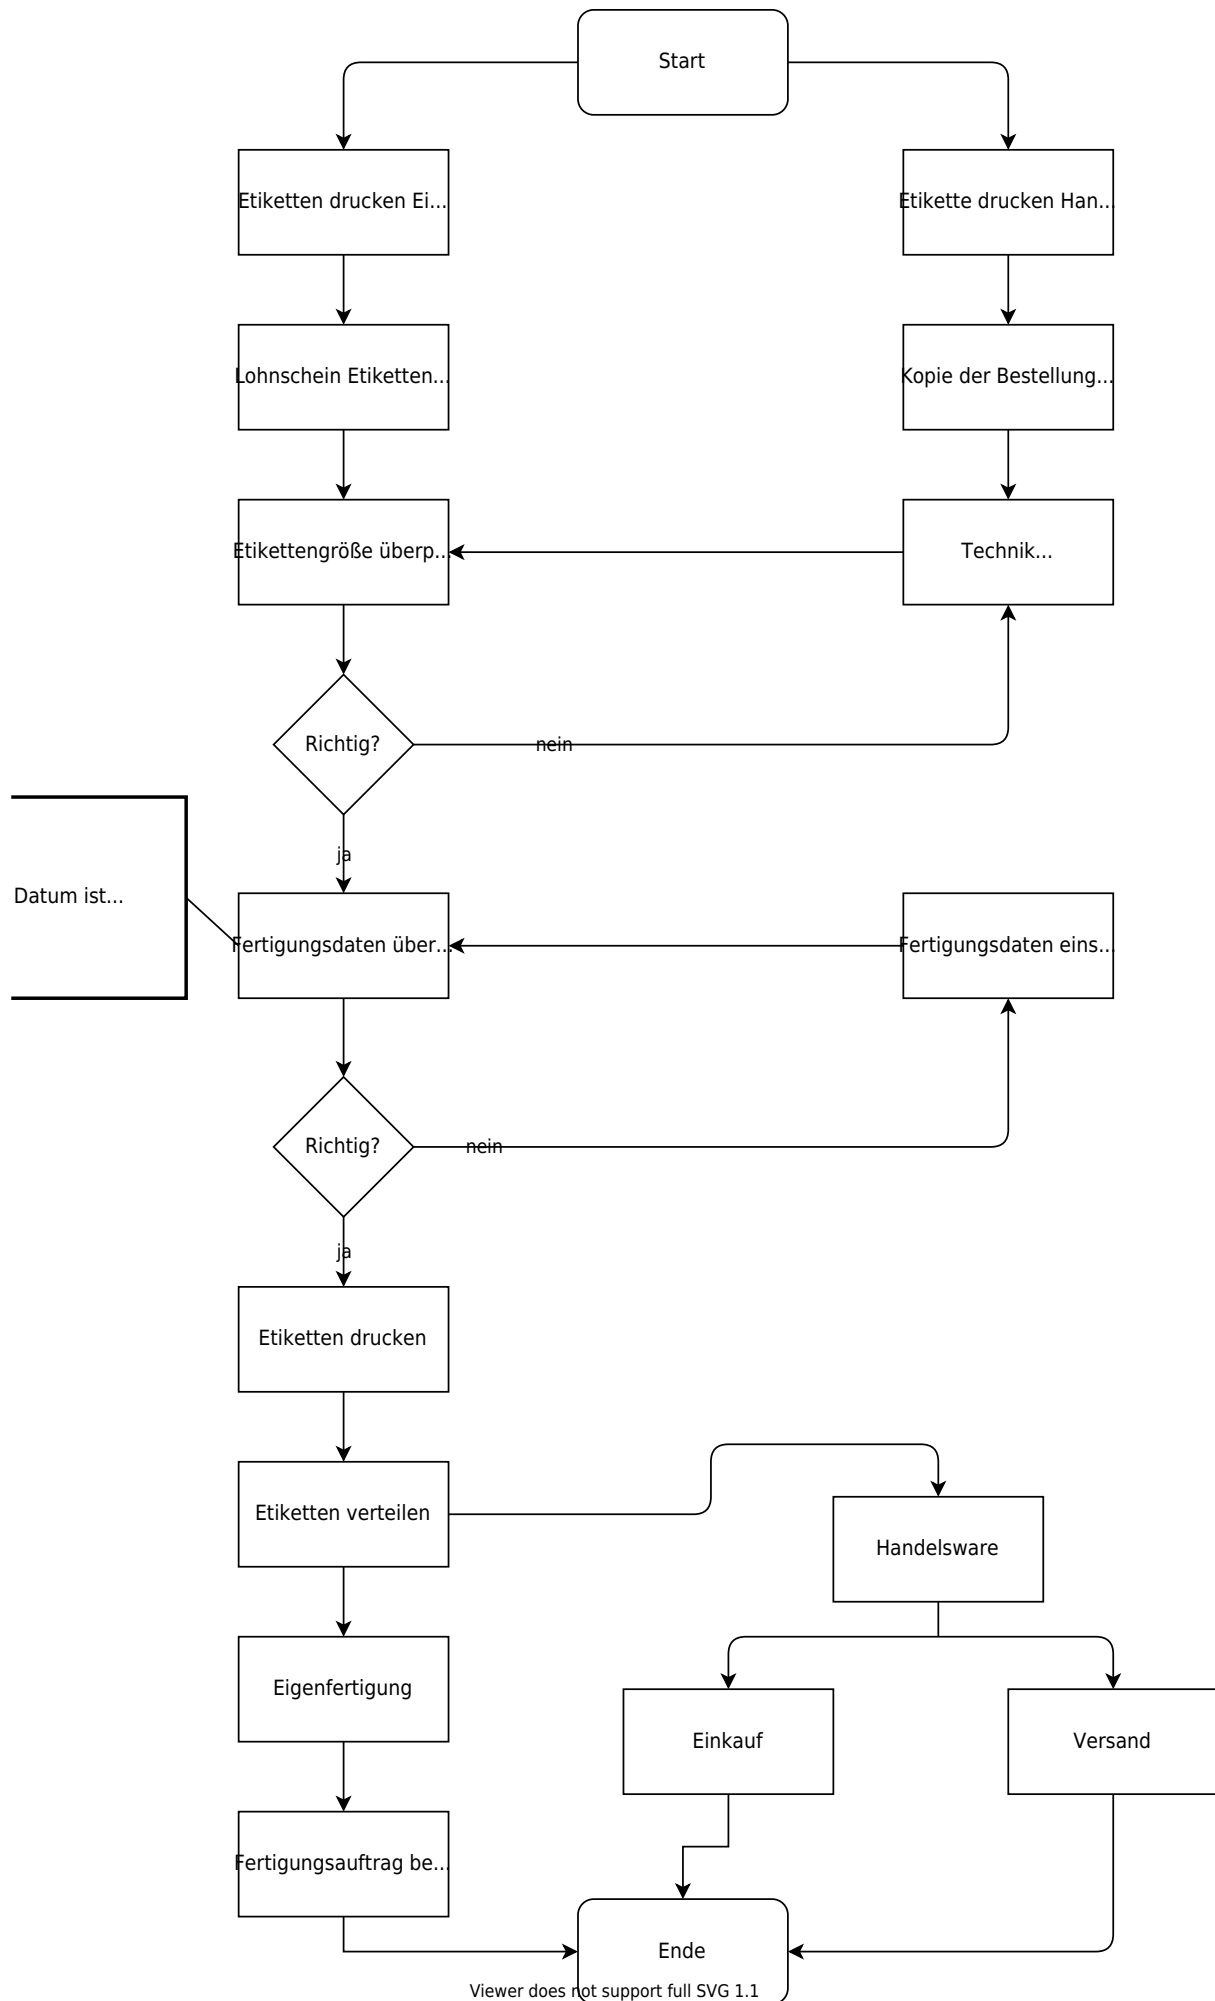 Start
Etiketten drucken Ei...
Etikette drucken Han...
Lohnschein Etiketten...
Kopie der Bestellung...
Etikettengröße überp...
Technik...
Richtig?
nein
ja
Datum ist...
Fertigungsdaten über...
Fertigungsdaten eins...
Richtig?
nein
ja
Etiketten drucken
Etiketten verteilen
Handelsware
Eigenfertigung
Einkauf
Versand
Fertigungsauftrag be...
Ende
Viewer does not support full SVG 1.1